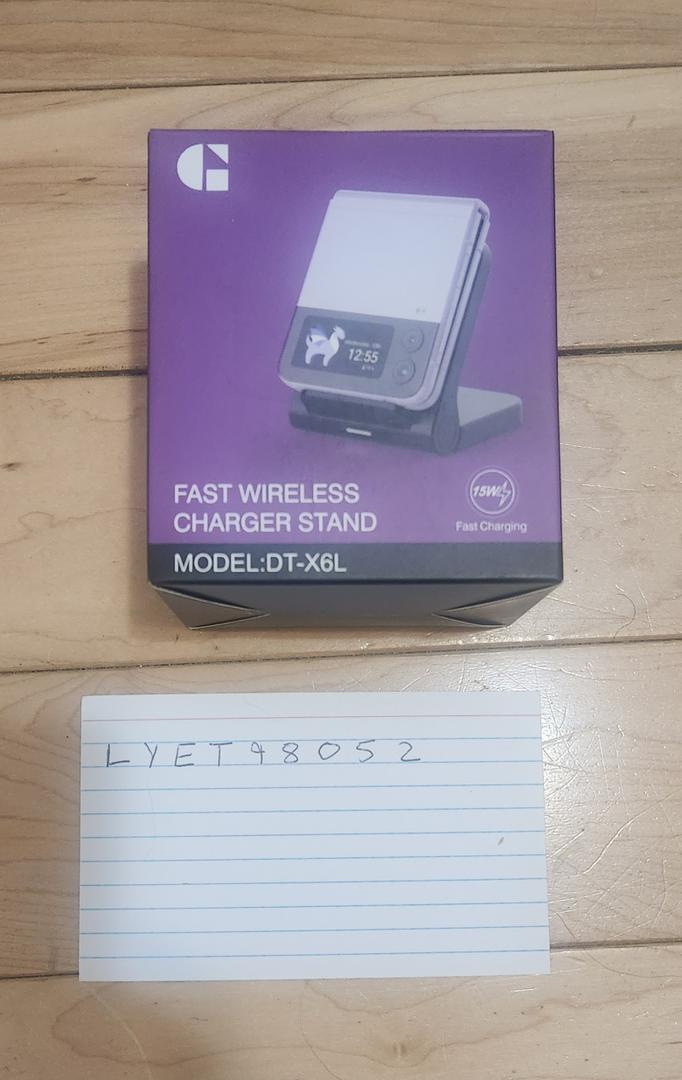 12:55
FAST WIRELESS
CHARGER STAND
15W
Fast Charging
MODEL:DT-X6L
LYET48052